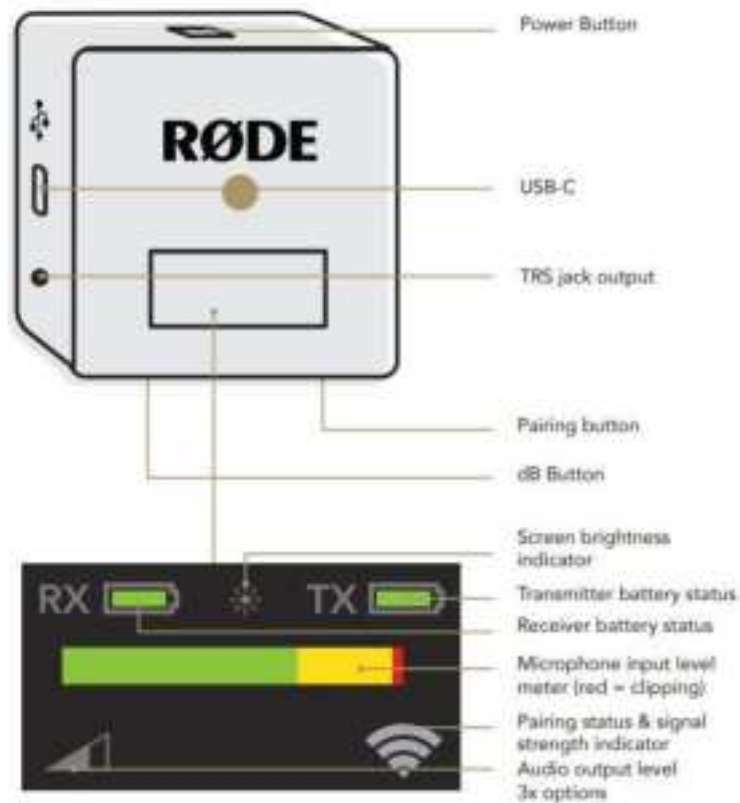 Power Button
RØDE
USB-C
TRS jack output
Pairing button
dB Button
Screen brightness
indicator
RX
TX
Transmitter battery status
Receiver battery status
Microphone input level
meter (red = clipping)
Pairing status & signal
strength indicator
Audio output level
3x options